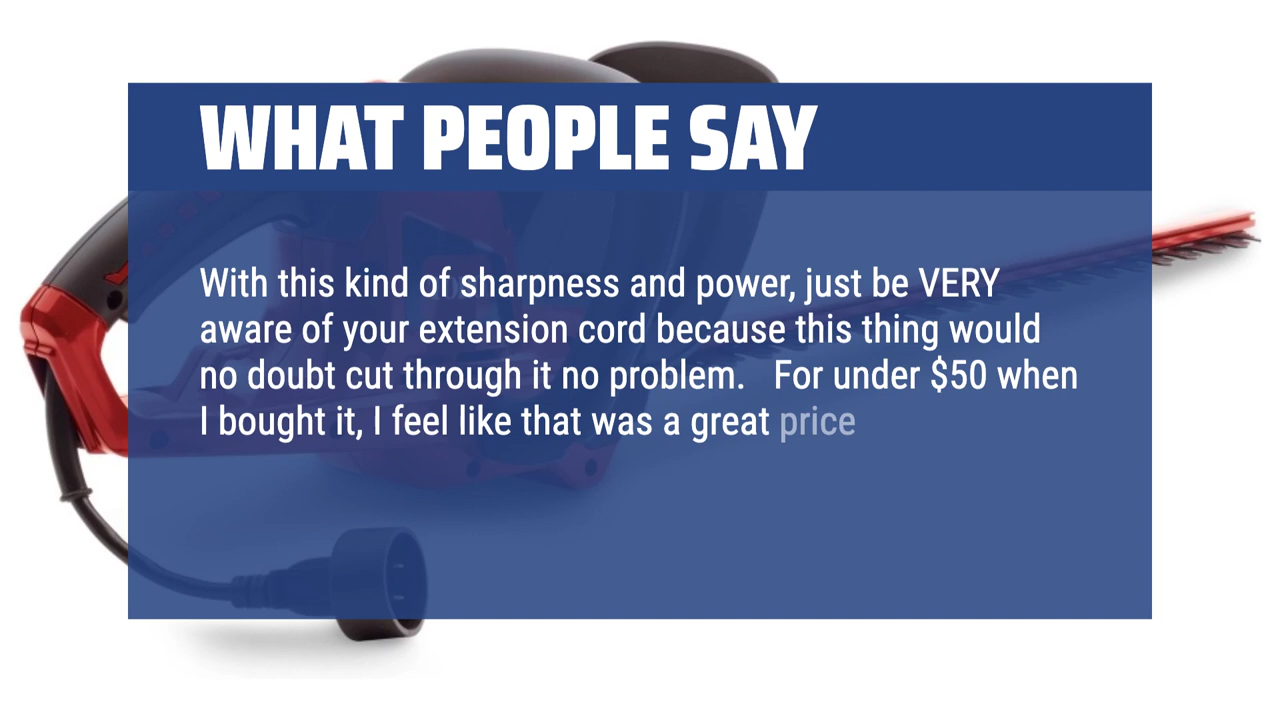 WHAT PEOPLE SAY
With this kind of sharpness and power, just be VERY
aware of your extension cord because this thing would
no doubt cut through it no problem.   For under $50 when
I bought it, I feel like that was a great price